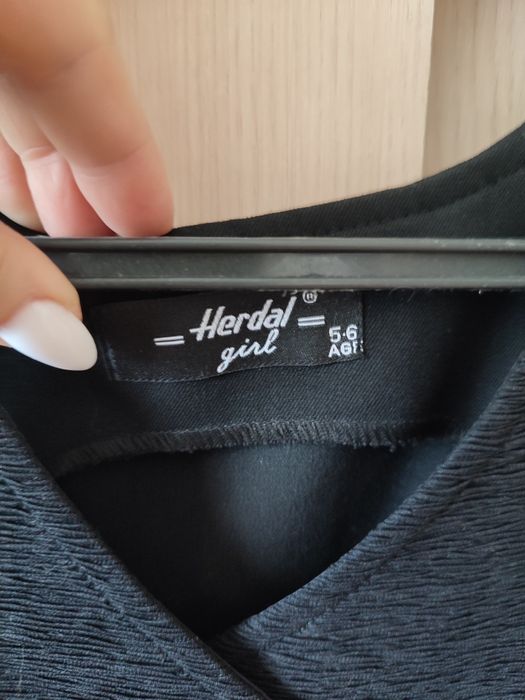 = Herdal =
girl
5-6
AGE